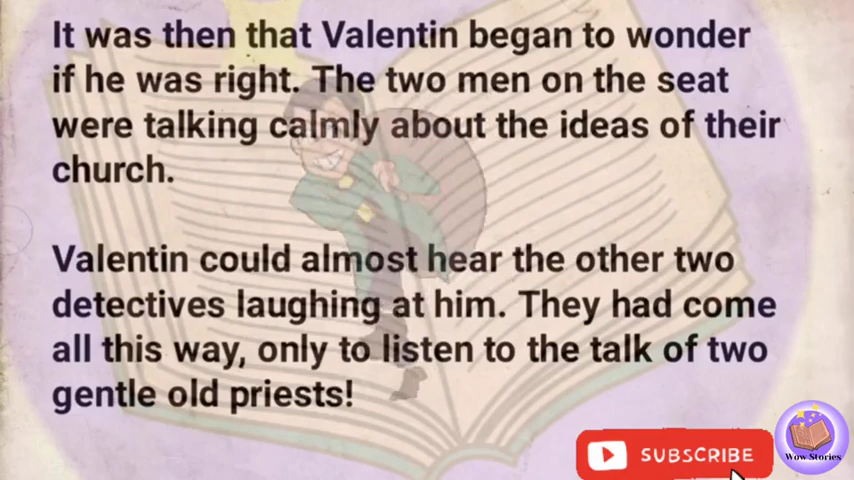 It was then that Valentin began to wonder
if he was right. The two men on the seat
were talking calmly about the ideas of their
church.
Valentin could almost hear the other two
detectives laughing at him. They had come
all this way, only to listen to the talk of two
gentle old priests!
SUBSCRIBE
Wow Stories